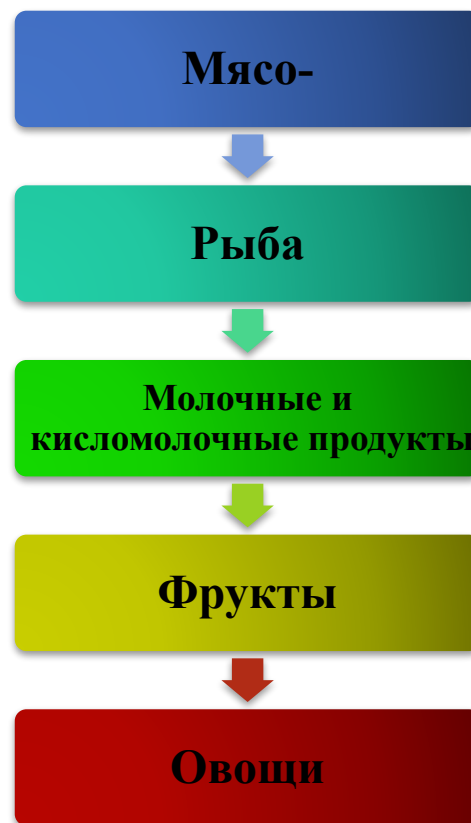 Мясо-
Рыба
Молочные и
кисломолочные продукты
Фрукты
Овощи